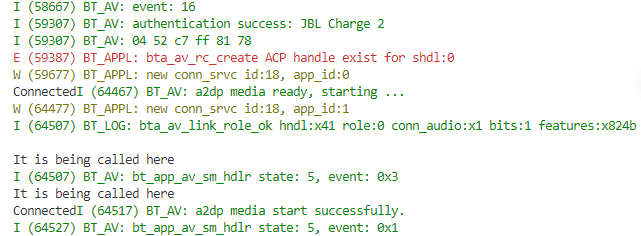 I (58667) BT_AV: event: 16
I (59307) BT_AV: authentication success: JBL Charge 2
I (59307) BT_AV: 04 52 c7 ff 81 78
E (59387) BT_APPL: bta_av_rc_create ACP handle exist for shdl:0
W (59677) BT_APPL: new conn_srvc id:18, app_id:0
ConnectedI (64467) BT_AV: a2dp media ready, starting ...
W (64477) BT_APPL: new conn_srvc id:18, app_id:1
I (64507) BT_LOG: bta_av_link_role_ok hndl:x41 role:0 conn_audio:x1 bits:1 features:x824b
It is being called here
I (64507) BT_AV: bt_app_av_sm_hdlr state: 5, event: 0x3
It is being called here
ConnectedI (64517) BT_AV: a2dp media start successfully.
I (64527) BT_AV: bt_app_av_sm_hdlr state: 5, event: 0x1